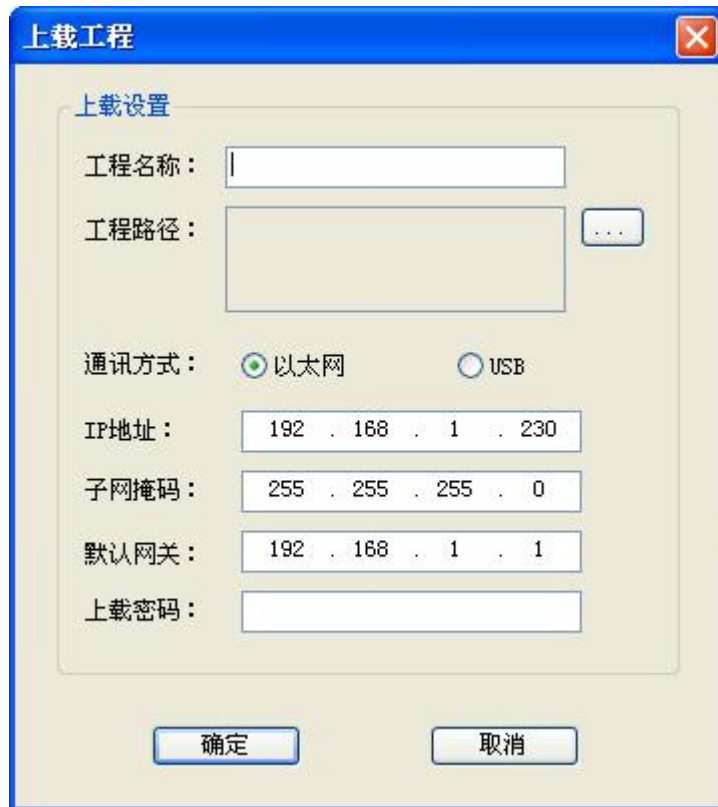 上载工程
上载设置
工程名称：
工程路径：
...
通讯方式： 以太网 USB
IP地址： 192 . 168 . 1 . 230
子网掩码： 255 . 255 . 255 . 0
默认网关： 192 . 168 . 1 . 1
上载密码：
确定 取消